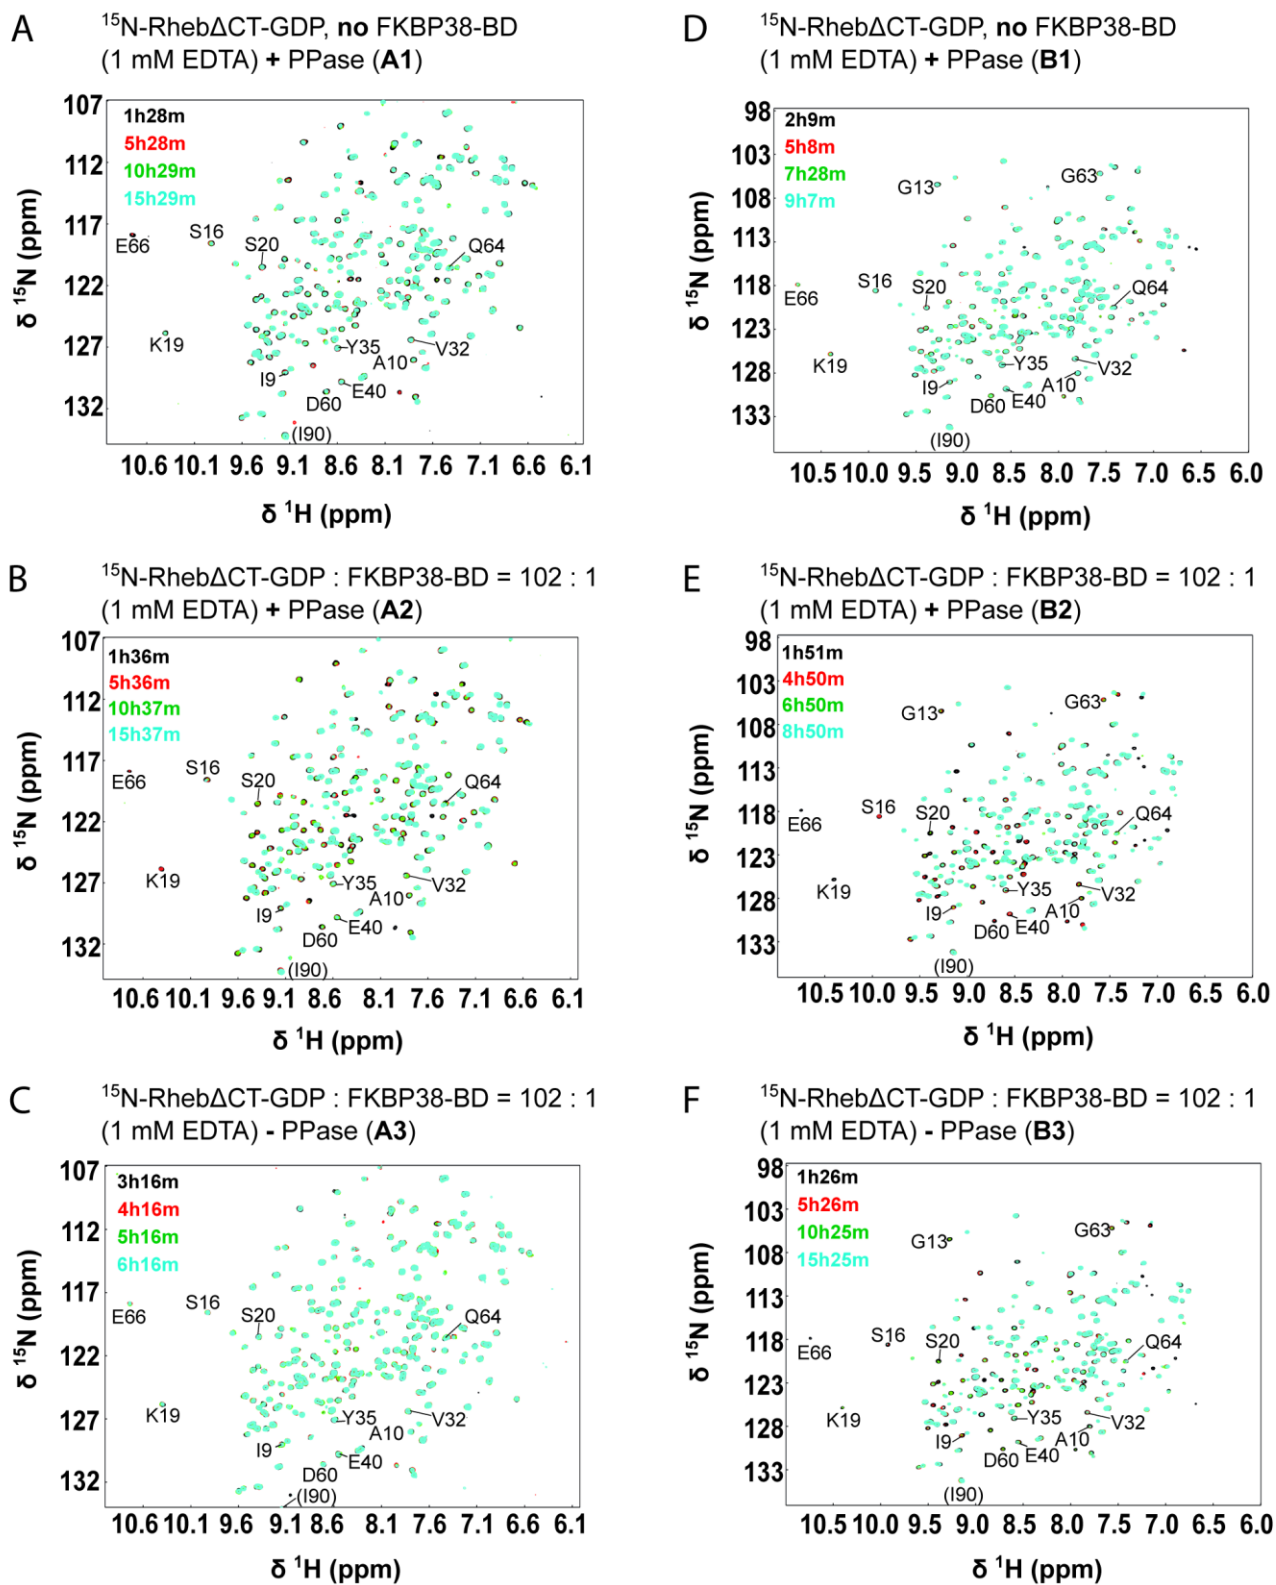 A
¹⁵N-RhebΔCT-GDP, no FKBP38-BD
(1 mM EDTA) + PPase (A1)
107
112
117
122
127
132
δ ¹⁵N (ppm)
1h28m
5h28m
10h29m
15h29m
E66
S16
S20
Q64
K19
I9
Y35
A10
V32
D60
E40
(I90)
10.6 10.1 9.6 9.1 8.6 8.1 7.6 7.1 6.6 6.1
δ ¹H (ppm)
D
¹⁵N-RhebΔCT-GDP, no FKBP38-BD
(1 mM EDTA) + PPase (B1)
98
103
108
113
118
123
128
133
δ ¹⁵N (ppm)
2h9m
5h8m
7h28m
9h7m
G13
G63
E66
S16
S20
Q64
K19
I9
Y35
A10
V32
D60
E40
(I90)
10.5 10.0 9.5 9.0 8.5 8.0 7.5 7.0 6.5 6.0
δ ¹H (ppm)
B
¹⁵N-RhebΔCT-GDP : FKBP38-BD = 102 : 1
(1 mM EDTA) + PPase (A2)
107
112
117
122
127
132
δ ¹⁵N (ppm)
1h36m
5h36m
10h37m
15h37m
E66
S16
S20
Q64
K19
I9
Y35
A10
V32
D60
E40
(I90)
10.6 10.1 9.6 9.1 8.6 8.1 7.6 7.1 6.6 6.1
δ ¹H (ppm)
E
¹⁵N-RhebΔCT-GDP : FKBP38-BD = 102 : 1
(1 mM EDTA) + PPase (B2)
98
103
108
113
118
123
128
133
δ ¹⁵N (ppm)
1h51m
4h50m
6h50m
8h50m
G13
G63
E66
S16
S20
Q64
K19
I9
Y35
A10
V32
D60
E40
(I90)
10.5 10.0 9.5 9.0 8.5 8.0 7.5 7.0 6.5 6.0
δ ¹H (ppm)
C
¹⁵N-RhebΔCT-GDP : FKBP38-BD = 102 : 1
(1 mM EDTA) - PPase (A3)
107
112
117
122
127
132
δ ¹⁵N (ppm)
3h16m
4h16m
5h16m
6h16m
E66
S16
S20
Q64
K19
I9
Y35
A10
V32
D60
E40
(I90)
10.6 10.1 9.6 9.1 8.6 8.1 7.6 7.1 6.6 6.1
δ ¹H (ppm)
F
¹⁵N-RhebΔCT-GDP : FKBP38-BD = 102 : 1
(1 mM EDTA) - PPase (B3)
98
103
108
113
118
123
128
133
δ ¹⁵N (ppm)
1h26m
5h26m
10h25m
15h25m
G13
G63
E66
S16
S20
Q64
K19
I9
Y35
A10
V32
D60
E40
(I90)
10.5 10.0 9.5 9.0 8.5 8.0 7.5 7.0 6.5 6.0
δ ¹H (ppm)